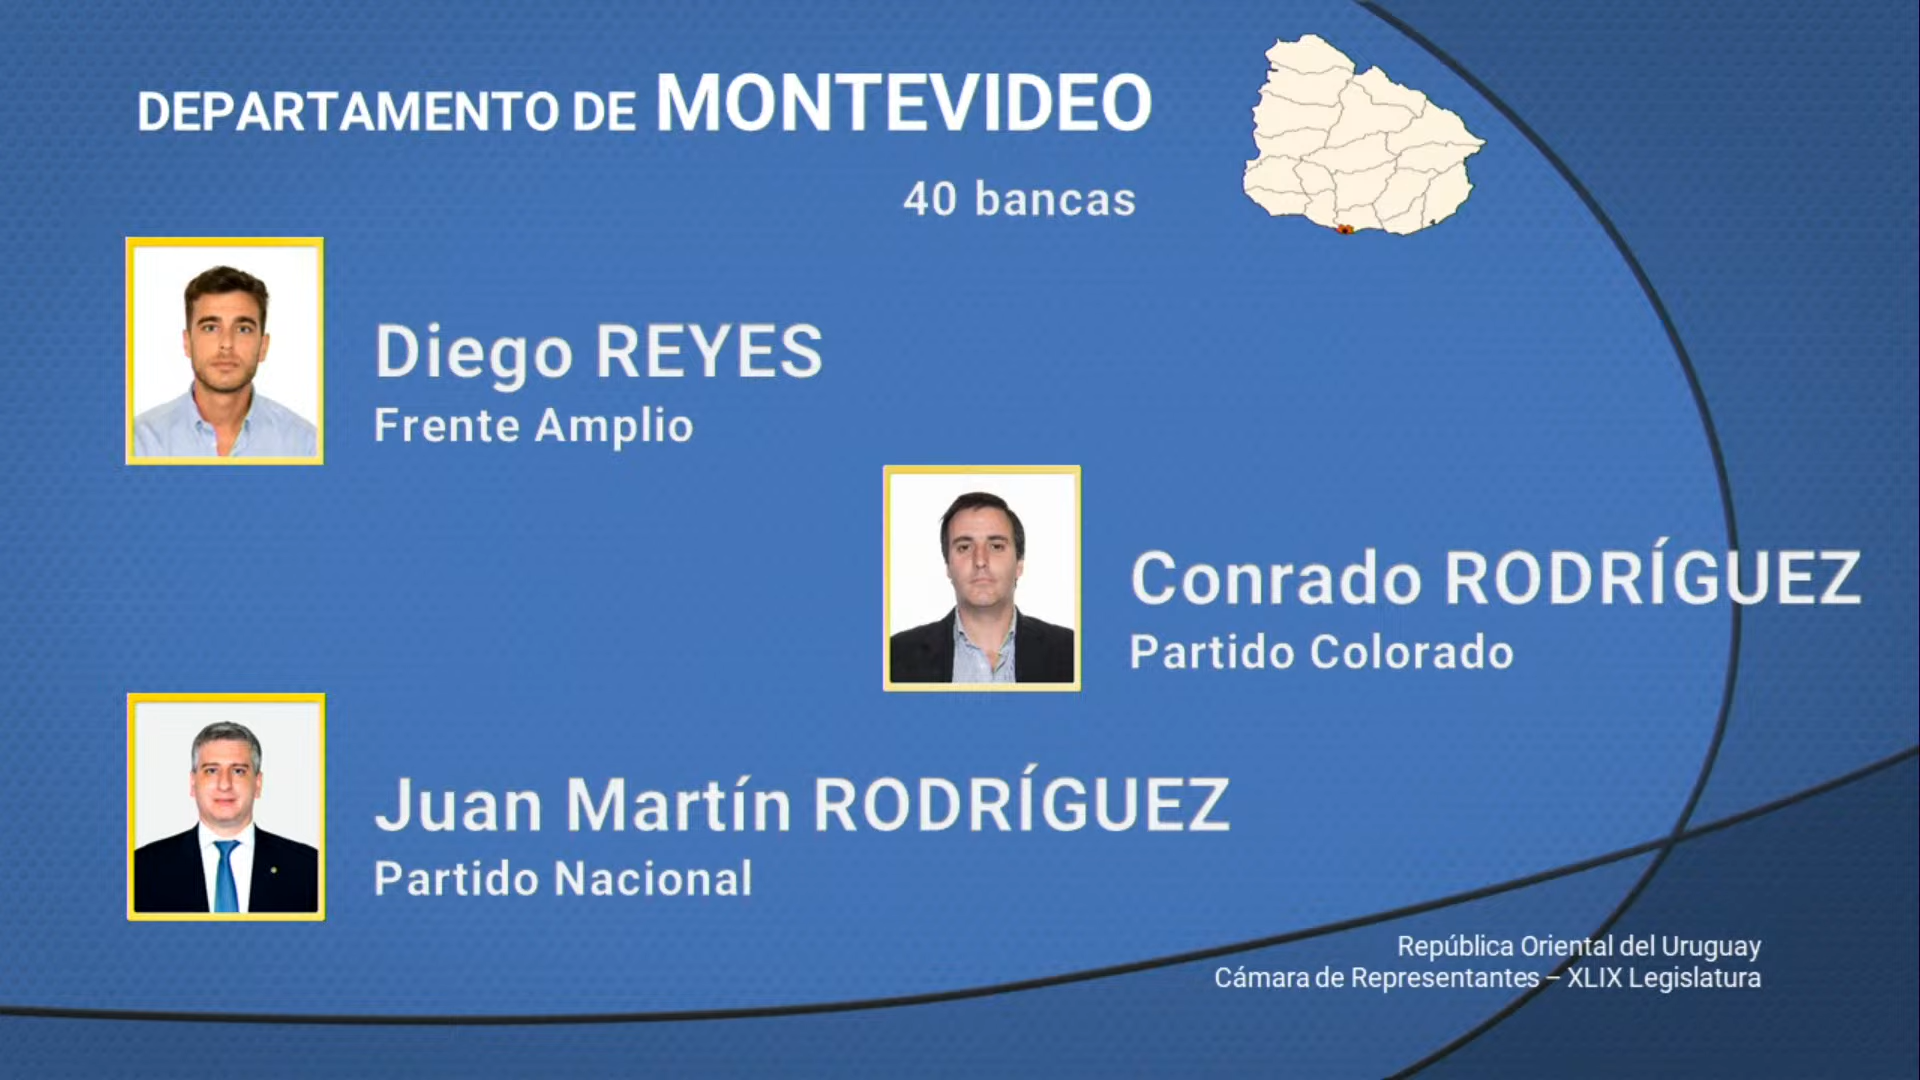 DEPARTAMENTO DE MONTEVIDEO
40 bancas
Diego REYES
Frente Amplio
Conrado RODRÍGUEZ
Partido Colorado
Juan Martín RODRÍGUEZ
Partido Nacional
República Oriental del Uruguay
Cámara de Representantes – XLIX Legislatura